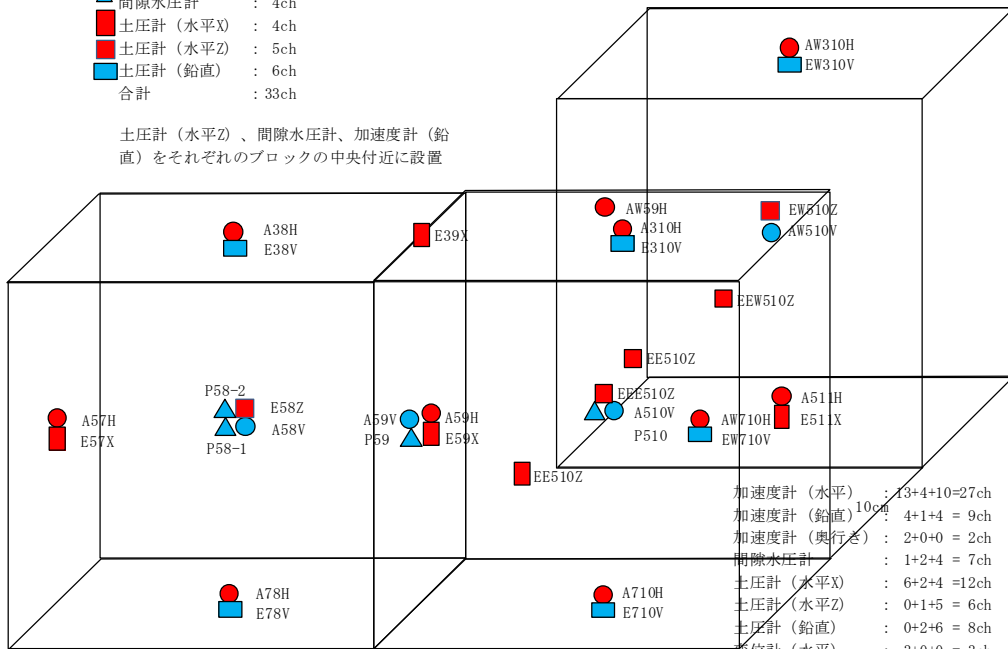 間隙水圧計 : 4ch
土圧計（水平X） : 4ch
土圧計（水平Z） : 5ch
土圧計（鉛直） : 6ch
合計 : 33ch
土圧計（水平Z）、間隙水圧計、加速度計（鉛
直）をそれぞれのブロックの中央付近に設置
AW310H
EW310V
A38H
E38V
E39X
AW59H
A310H
E310V
EW510Z
AW510V
EEW510Z
EE510Z
EEE510Z
A510V
P510
A57H
E57X
P58-2
E58Z
A58V
P58-1
A59V
P59
A59H
E59X
EE510Z
AW710H
EW710V
A511H
E511X
A78H
E78V
A710H
E710V
10cm
加速度計（水平） : 13+4+10=27ch
加速度計（鉛直） : 4+1+4 = 9ch
加速度計（奥行き） : 2+0+0 = 2ch
間隙水圧計 : 1+2+4 = 7ch
土圧計（水平X） : 6+2+4 =12ch
土圧計（水平Z） : 0+1+5 = 6ch
土圧計（鉛直） : 0+2+6 = 8ch